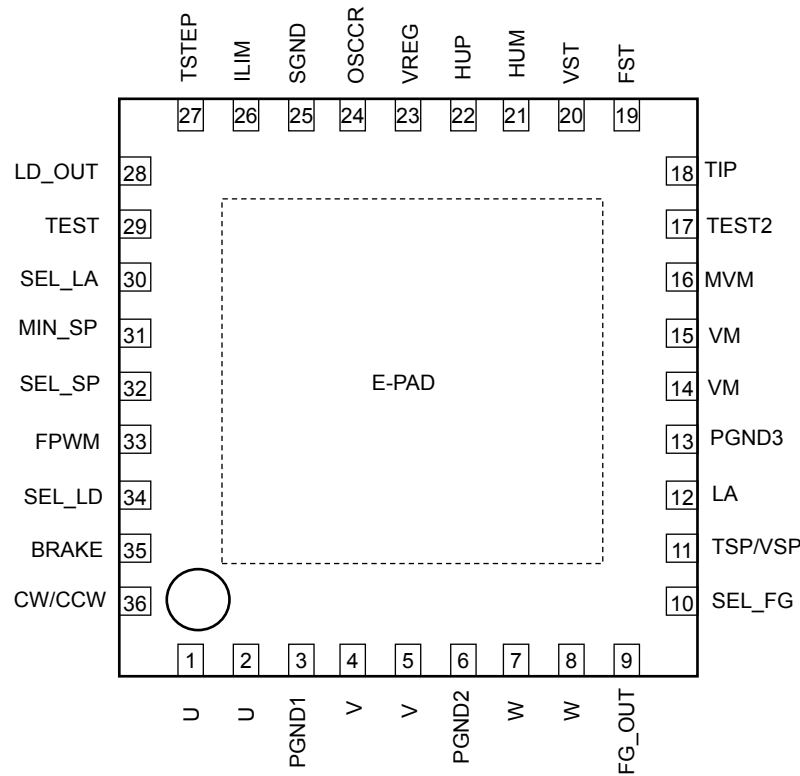 TSTEP
ILIM
SGND
OSCCR
VREG
HUP
HUM
VST
FST
27
26
25
24
23
22
21
20
19
LD_OUT 28
TEST 29
SEL_LA 30
MIN_SP 31
SEL_SP 32
FPWM 33
SEL_LD 34
BRAKE 35
CW/CCW 36
E-PAD
18 TIP
17 TEST2
16 MVM
15 VM
14 VM
13 PGND3
12 LA
11 TSP/VSP
10 SEL_FG
1
2
3
4
5
6
7
8
9
U
U
PGND1
V
V
PGND2
W
W
FG_OUT